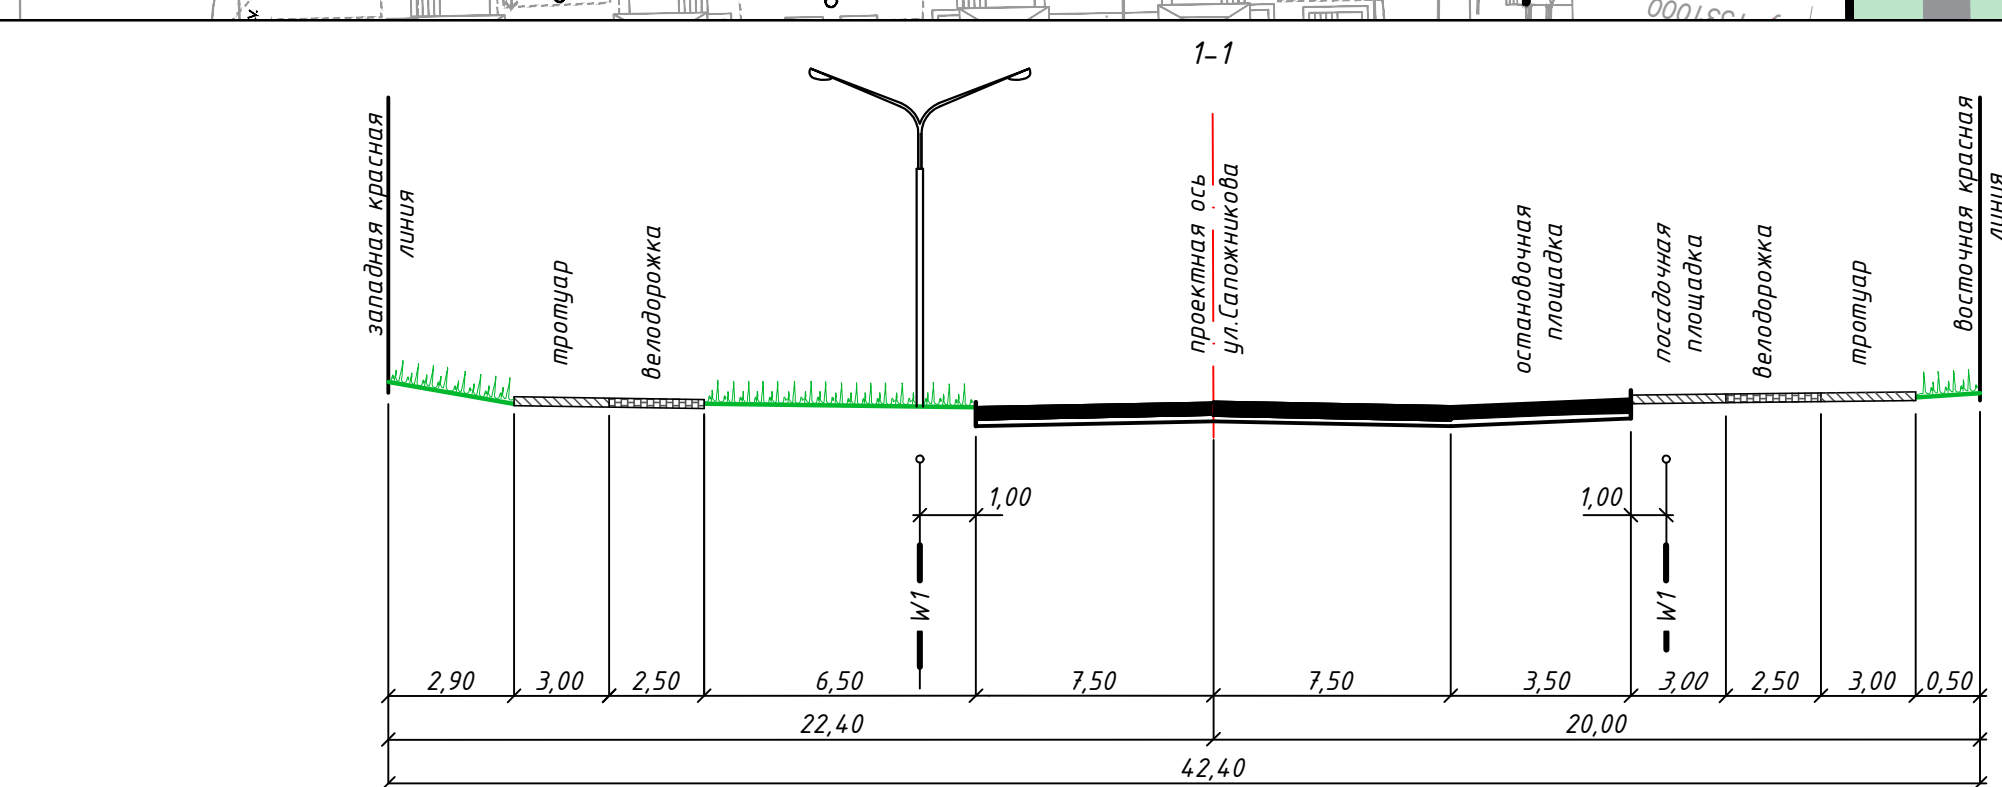 1-1
западная красная
линия
тротуар
велодорожка
проектная ось
ул.Сапожникова
остановочная
площадка
посадочная
площадка
велодорожка
тротуар
восточная красная
линия
1,00
1,00
W1
W1
2,90
3,00
2,50
6,50
7,50
7,50
3,50
3,00
2,50
3,00
0,50
22,40
20,00
42,40